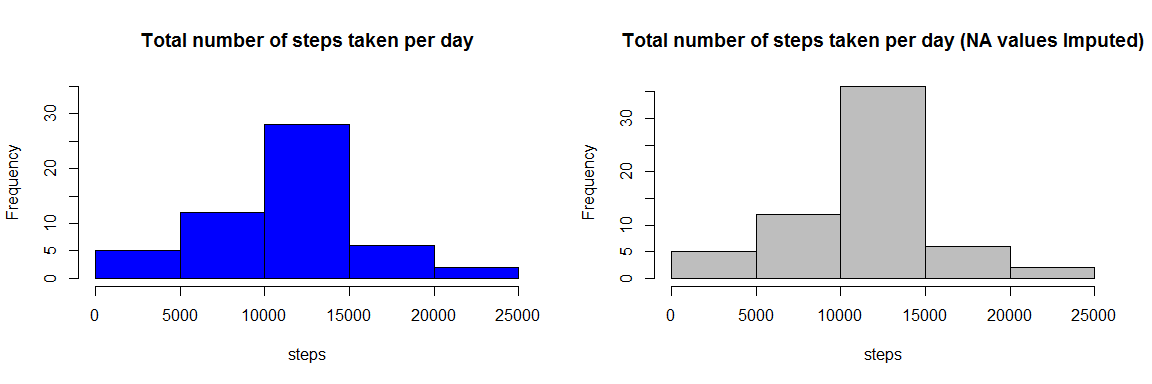 Total number of steps taken per day
Frequency
0 5 10 20 30
0 5000 10000 15000 20000 25000
steps
Total number of steps taken per day (NA values Imputed)
Frequency
0 5 10 20 30
0 5000 10000 15000 20000 25000
steps